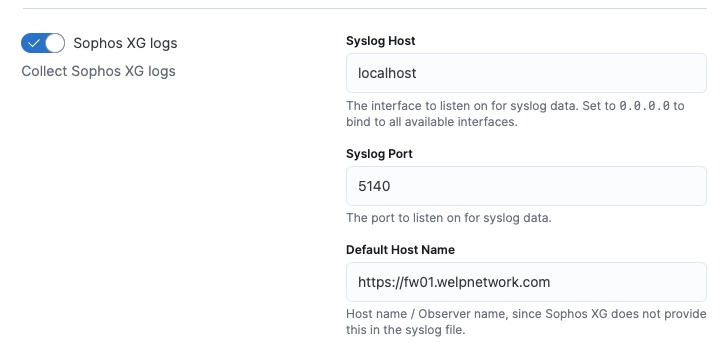 Sophos XG logs
Collect Sophos XG logs
Syslog Host
localhost
The interface to listen on for syslog data. Set to 0.0.0.0 to
bind to all available interfaces.
Syslog Port
5140
The port to listen on for syslog data.
Default Host Name
https://fw01.welpnetwork.com
Host name / Observer name, since Sophos XG does not provide
this in the syslog file.